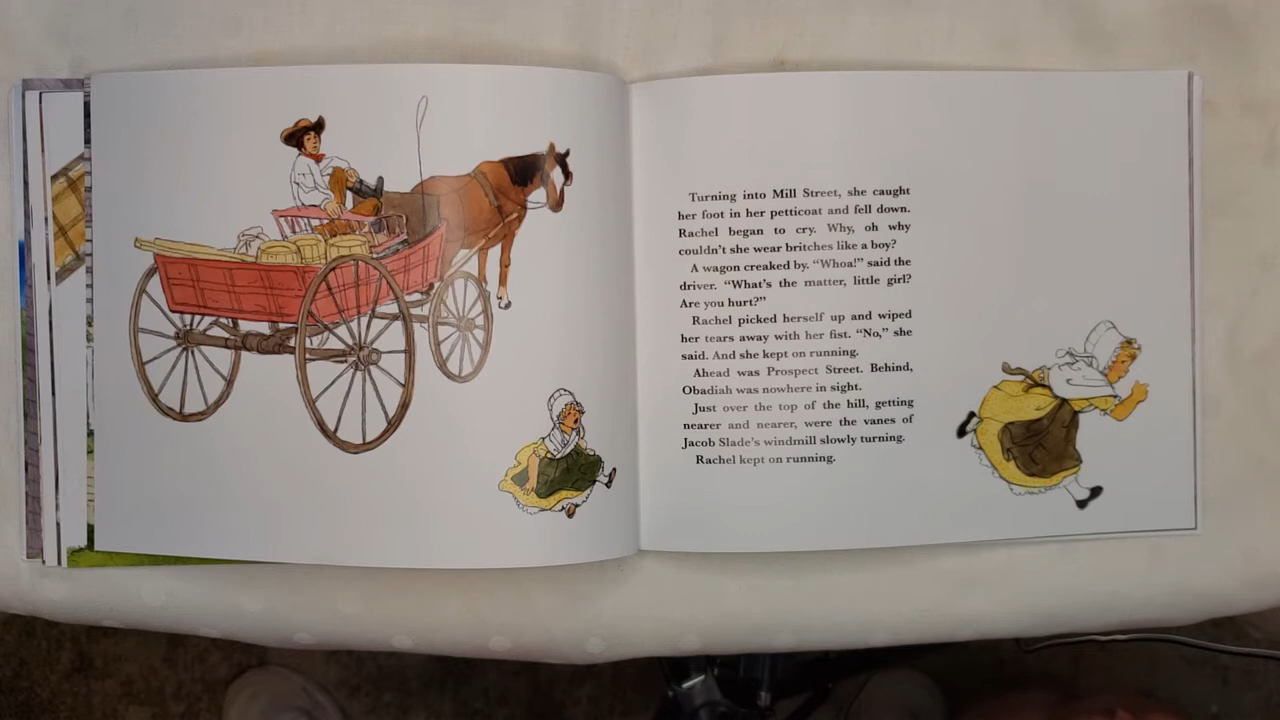 Turning into Mill Street, she caught
her foot in her petticoat and fell down.
Rachel began to cry. Why, oh why
couldn't she wear britches like a boy?
A wagon creaked by. “Whoa!” said the
driver. “What's the matter, little girl?
Are you hurt?”
Rachel picked herself up and wiped
her tears away with her fist. “No,” she
said. And she kept on running.
Ahead was Prospect Street. Behind,
Obadiah was nowhere in sight.
Just over the top of the hill, getting
nearer and nearer, were the vanes of
Jacob Slade's windmill slowly turning.
Rachel kept on running.